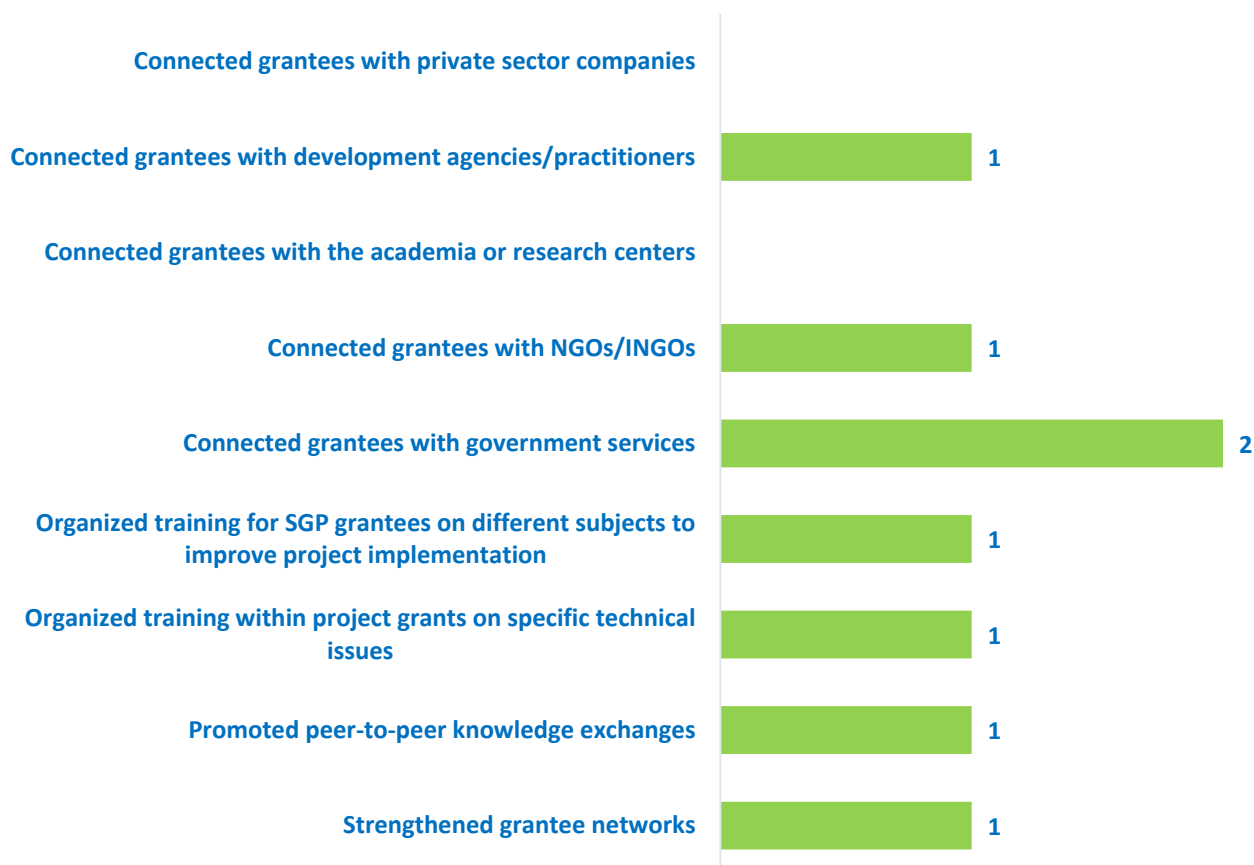 Connected grantees with private sector companies
Connected grantees with development agencies/practitioners
1
Connected grantees with the academia or research centers
Connected grantees with NGOs/INGOs
1
Connected grantees with government services
2
Organized training for SGP grantees on different subjects to
improve project implementation
1
Organized training within project grants on specific technical
issues
1
Promoted peer-to-peer knowledge exchanges
1
Strengthened grantee networks
1